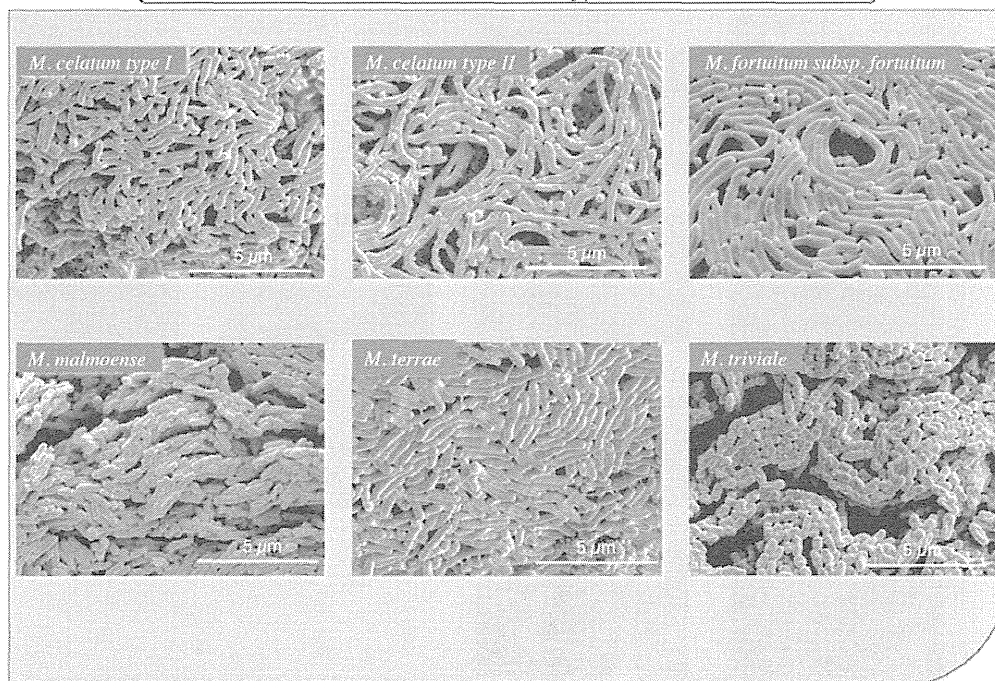 M. celatum type I
M. celatum type II
M. fortuitum subsp. fortuitum
5 µm
5 µm
5 µm
M. malmoense
M. terrae
M. triviale
5 µm
5 µm
5 µm